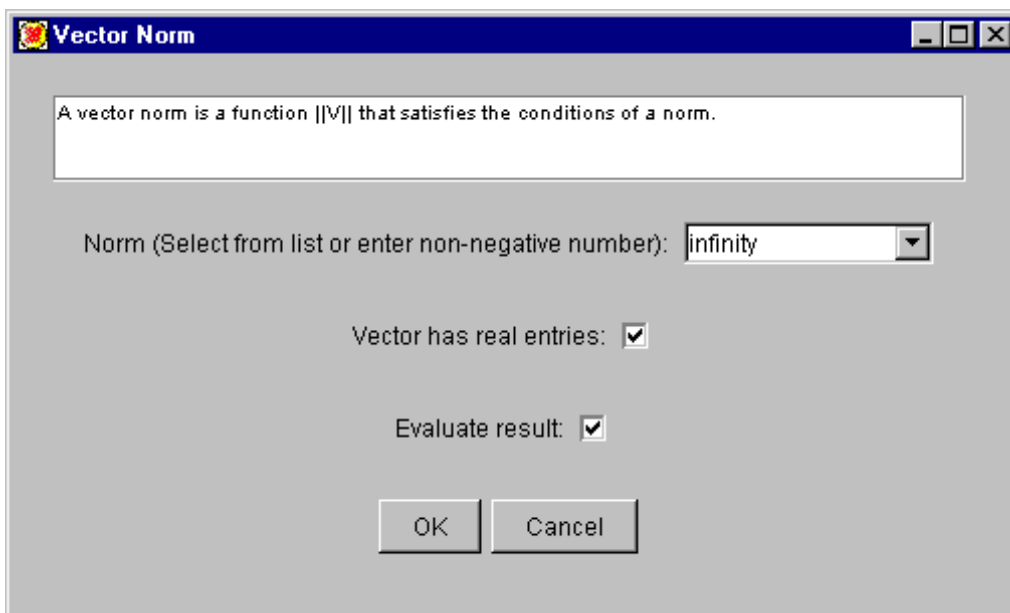 Vector Norm
A vector norm is a function ||V|| that satisfies the conditions of a norm.
Norm (Select from list or enter non-negative number): infinity
Vector has real entries:
Evaluate result:
OK Cancel